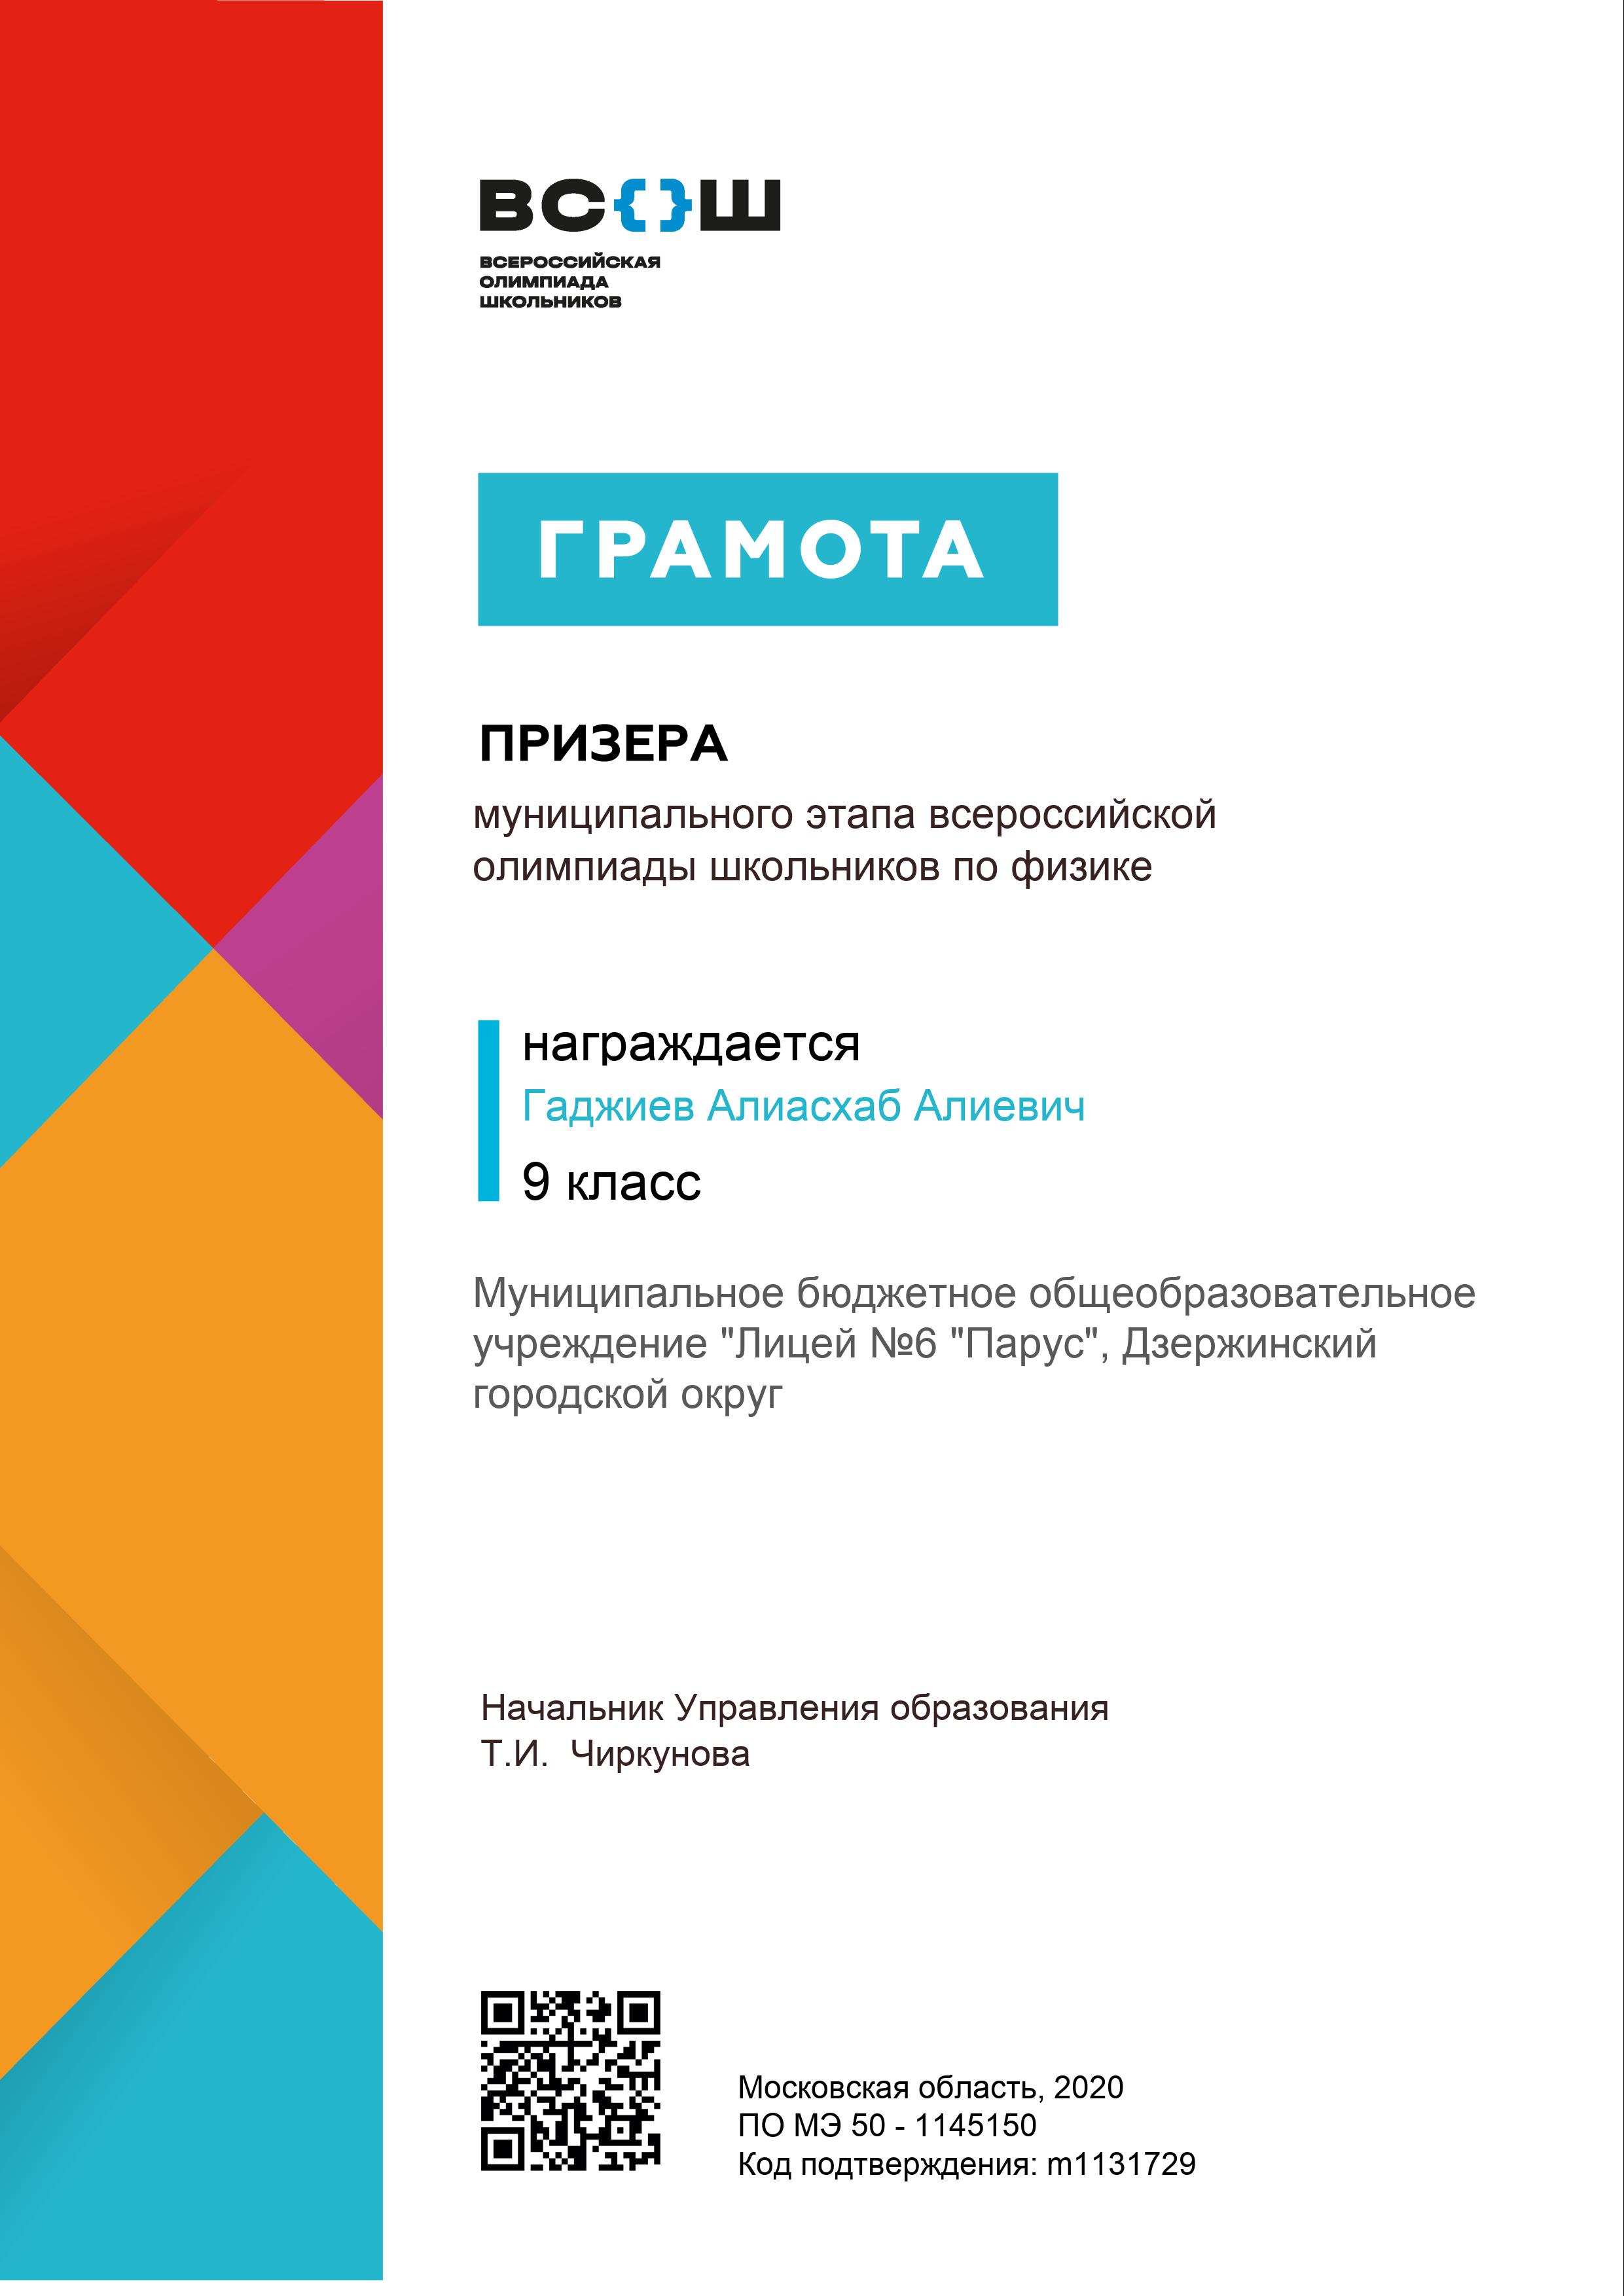 ВС{}Ш
ВСЕРОССИЙСКАЯ
ОЛИМПИАДА
ШКОЛЬНИКОВ
ГРАМОТА
ПРИЗЕРА
муниципального этапа всероссийской
олимпиады школьников по физике
награждается
Гаджиев Алиасхаб Алиевич
9 класс
Муниципальное бюджетное общеобразовательное
учреждение "Лицей №6 "Парус", Дзержинский
городской округ
Начальник Управления образования
Т.И.  Чиркунова
Московская область, 2020
ПО МЭ 50 - 1145150
Код подтверждения: m1131729